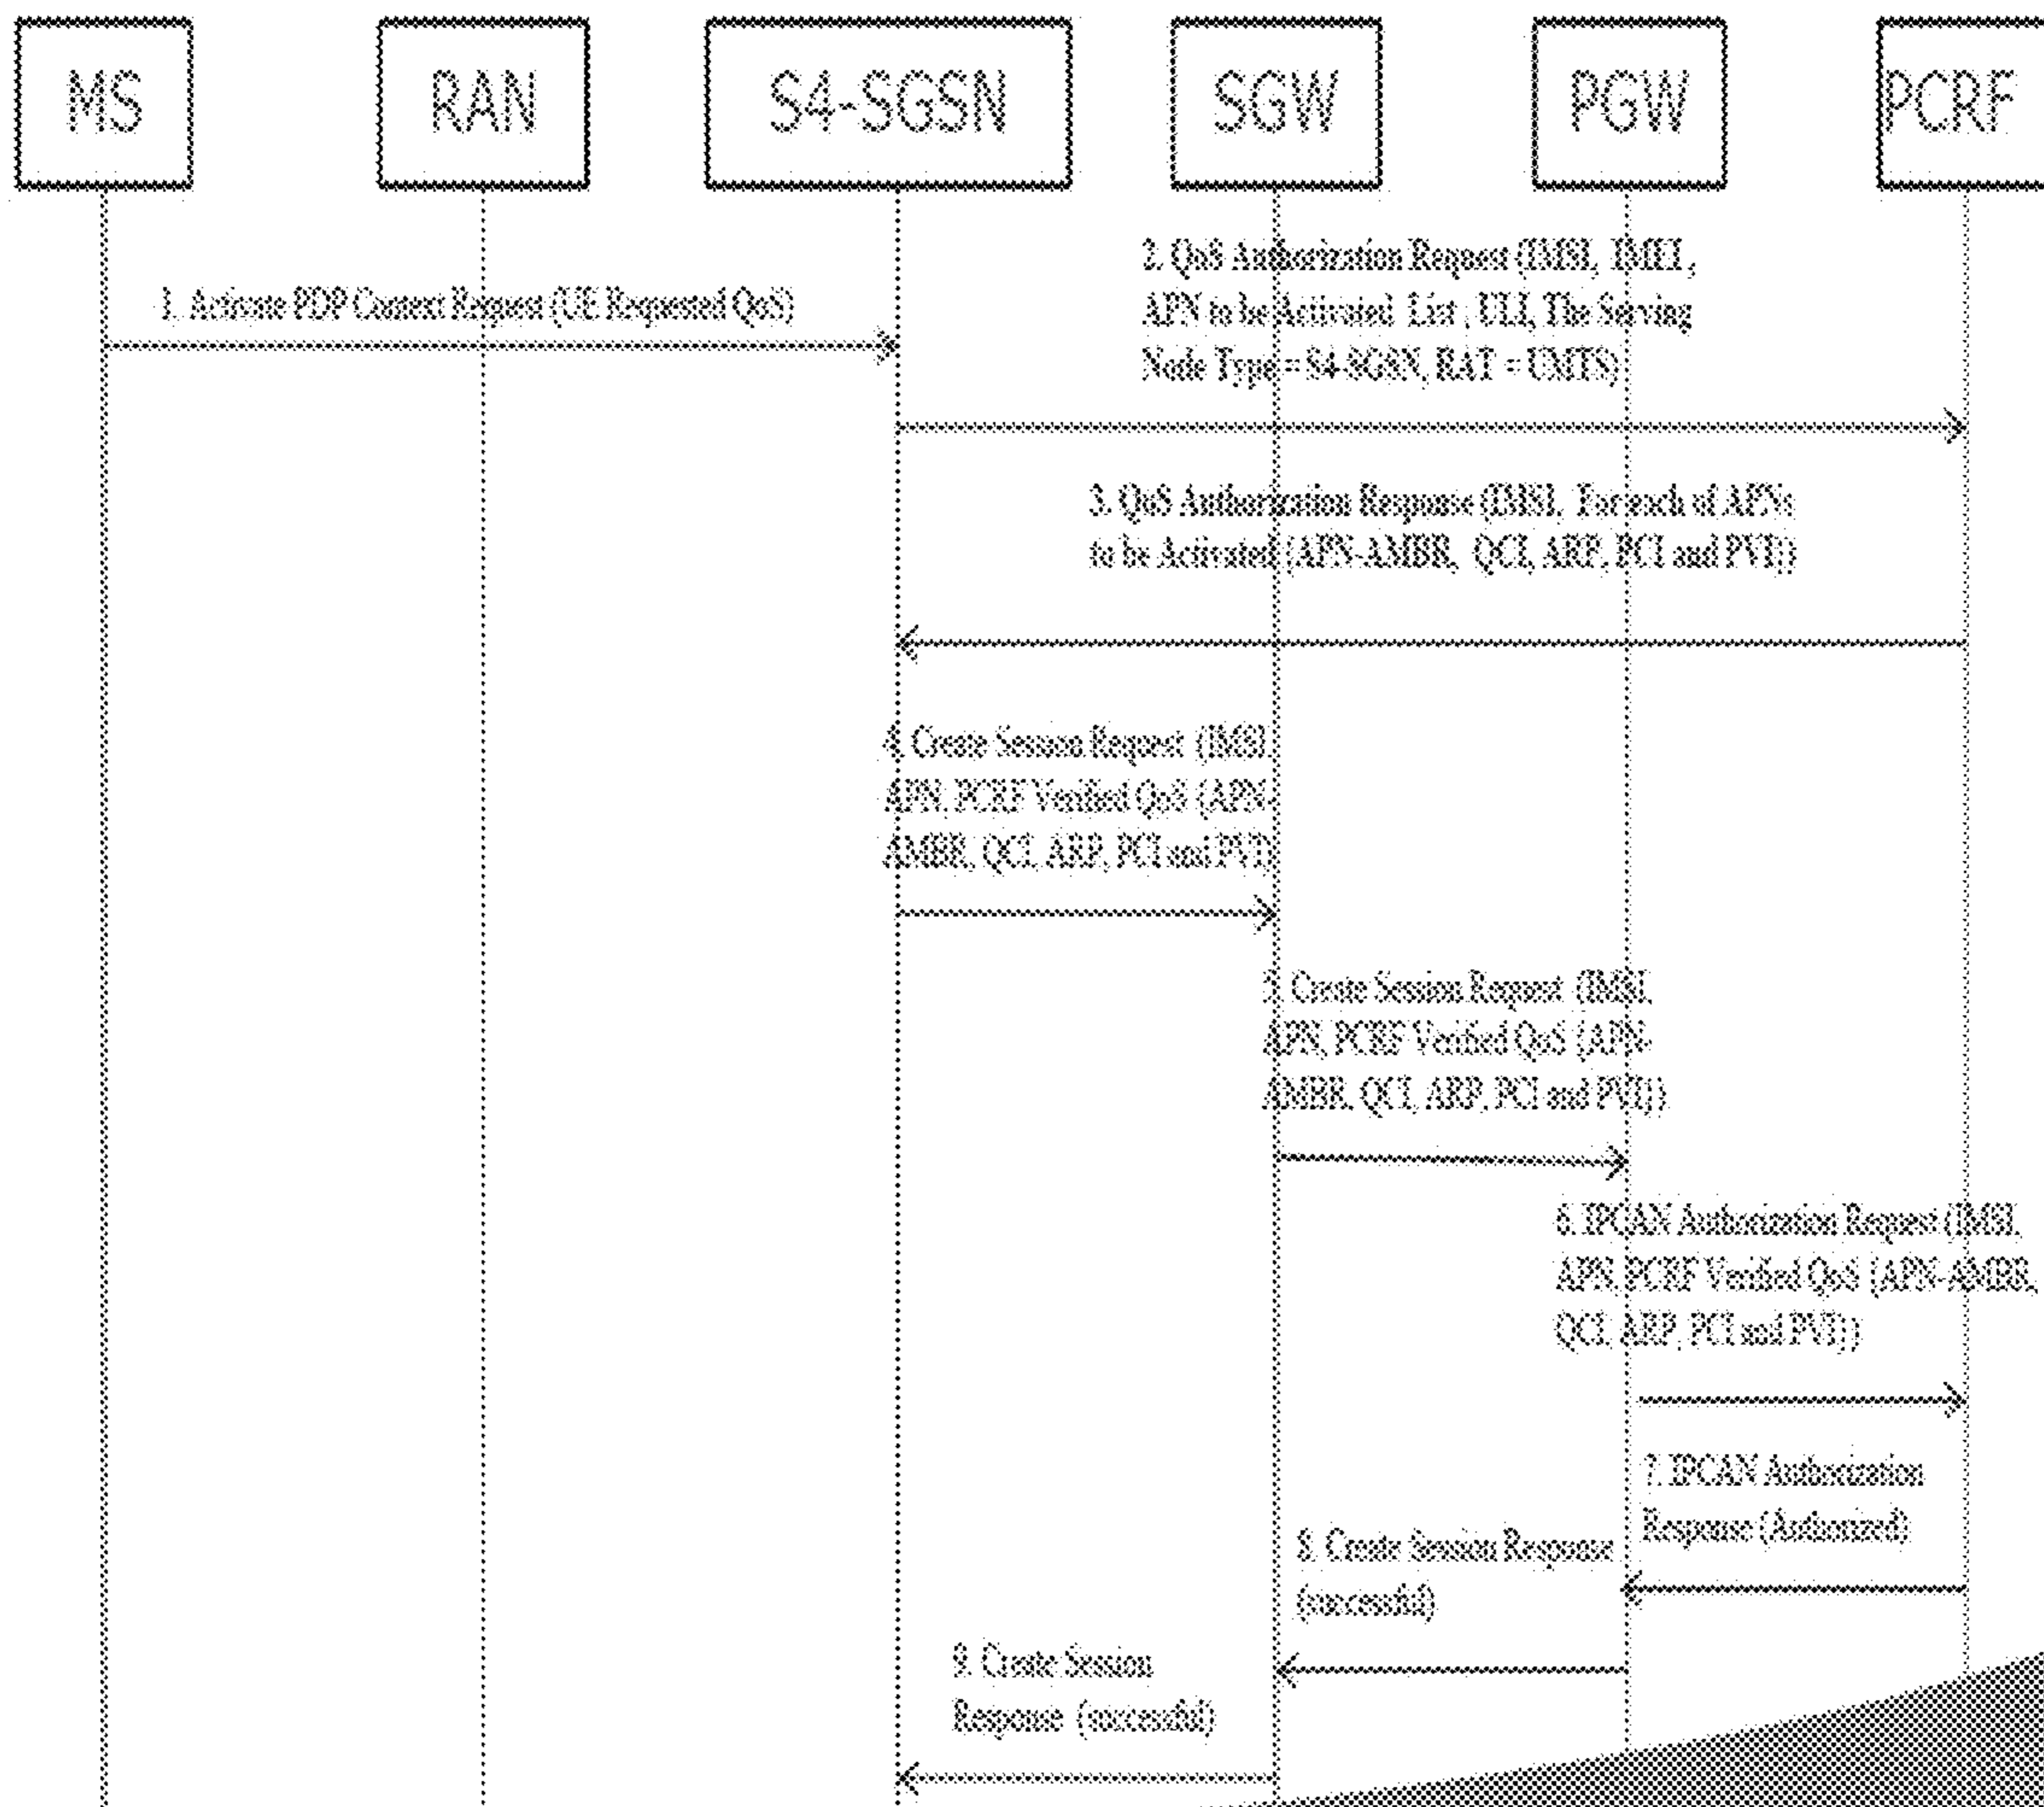 MS
RAN
S4-SGSN
SGW
PGW
PCRF
1. Activate PDP Context Request (UE Requested QoS)
2. QoS Authorization Request (IMSI, IMEI,
APN to be Activated List, ULI, The Serving
Node Type = S4-SGSN, RAT = UMTS)
3. QoS Authorization Response (IMSI, For each of APNs
to be Activated {APN-AMBR, QCI, ARP, PCI and PVI})
4. Create Session Request (IMSI,
APN, PCRF Verified QoS {APN-
AMBR, QCI, ARP, PCI and PVI})
5. Create Session Request (IMSI,
APN, PCRF Verified QoS {APN-
AMBR, QCI, ARP, PCI and PVI})
6. IPCAN Authorization Request (IMSI,
APN, PCRF Verified QoS {APN-AMBR,
QCI, ARP, PCI and PVI})
7. IPCAN Authorization
Response (Authorized)
8. Create Session Response
(successful)
9. Create Session
Response (successful)